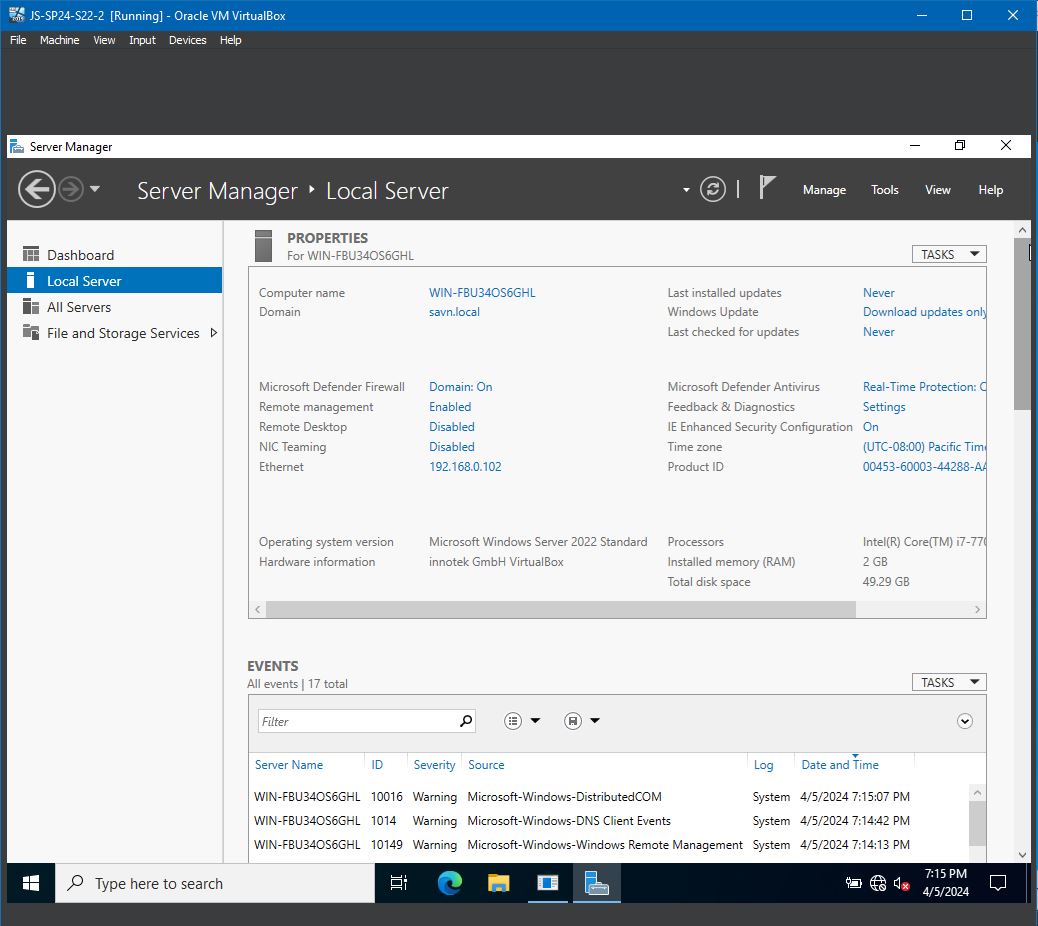 JS-SP24-S22-2 [Running] - Oracle VM VirtualBox
File Machine View Input Devices Help
Server Manager
Server Manager Local Server
Manage Tools View Help
Dashboard
Local Server
All Servers
File and Storage Services
PROPERTIES
For WIN-FBU34OS6GHL
TASKS
Computer name WIN-FBU34OS6GHL Last installed updates Never
Domain savn.local Windows Update Download updates only
Last checked for updates Never
Microsoft Defender Firewall Domain: On Microsoft Defender Antivirus Real-Time Protection:
Remote management Enabled Feedback & Diagnostics Settings
Remote Desktop Disabled IE Enhanced Security Configuration On
NIC Teaming Disabled Time zone (UTC-08:00) Pacific Time
Ethernet 192.168.0.102 Product ID 00453-60003-44288-AA
Operating system version Microsoft Windows Server 2022 Standard Processors Intel(R) Core(TM) i7-770
Hardware information innotek GmbH VirtualBox Installed memory (RAM) 2 GB
Total disk space 49.29 GB
EVENTS
All events | 17 total
TASKS
Filter
Server Name ID Severity Source Log Date and Time
WIN-FBU34OS6GHL 10016 Warning Microsoft-Windows-DistributedCOM System 4/5/2024 7:15:07 PM
WIN-FBU34OS6GHL 1014 Warning Microsoft-Windows-DNS Client Events System 4/5/2024 7:14:42 PM
WIN-FBU34OS6GHL 10149 Warning Microsoft-Windows-Windows Remote Management System 4/5/2024 7:14:13 PM
Type here to search
7:15 PM
4/5/2024